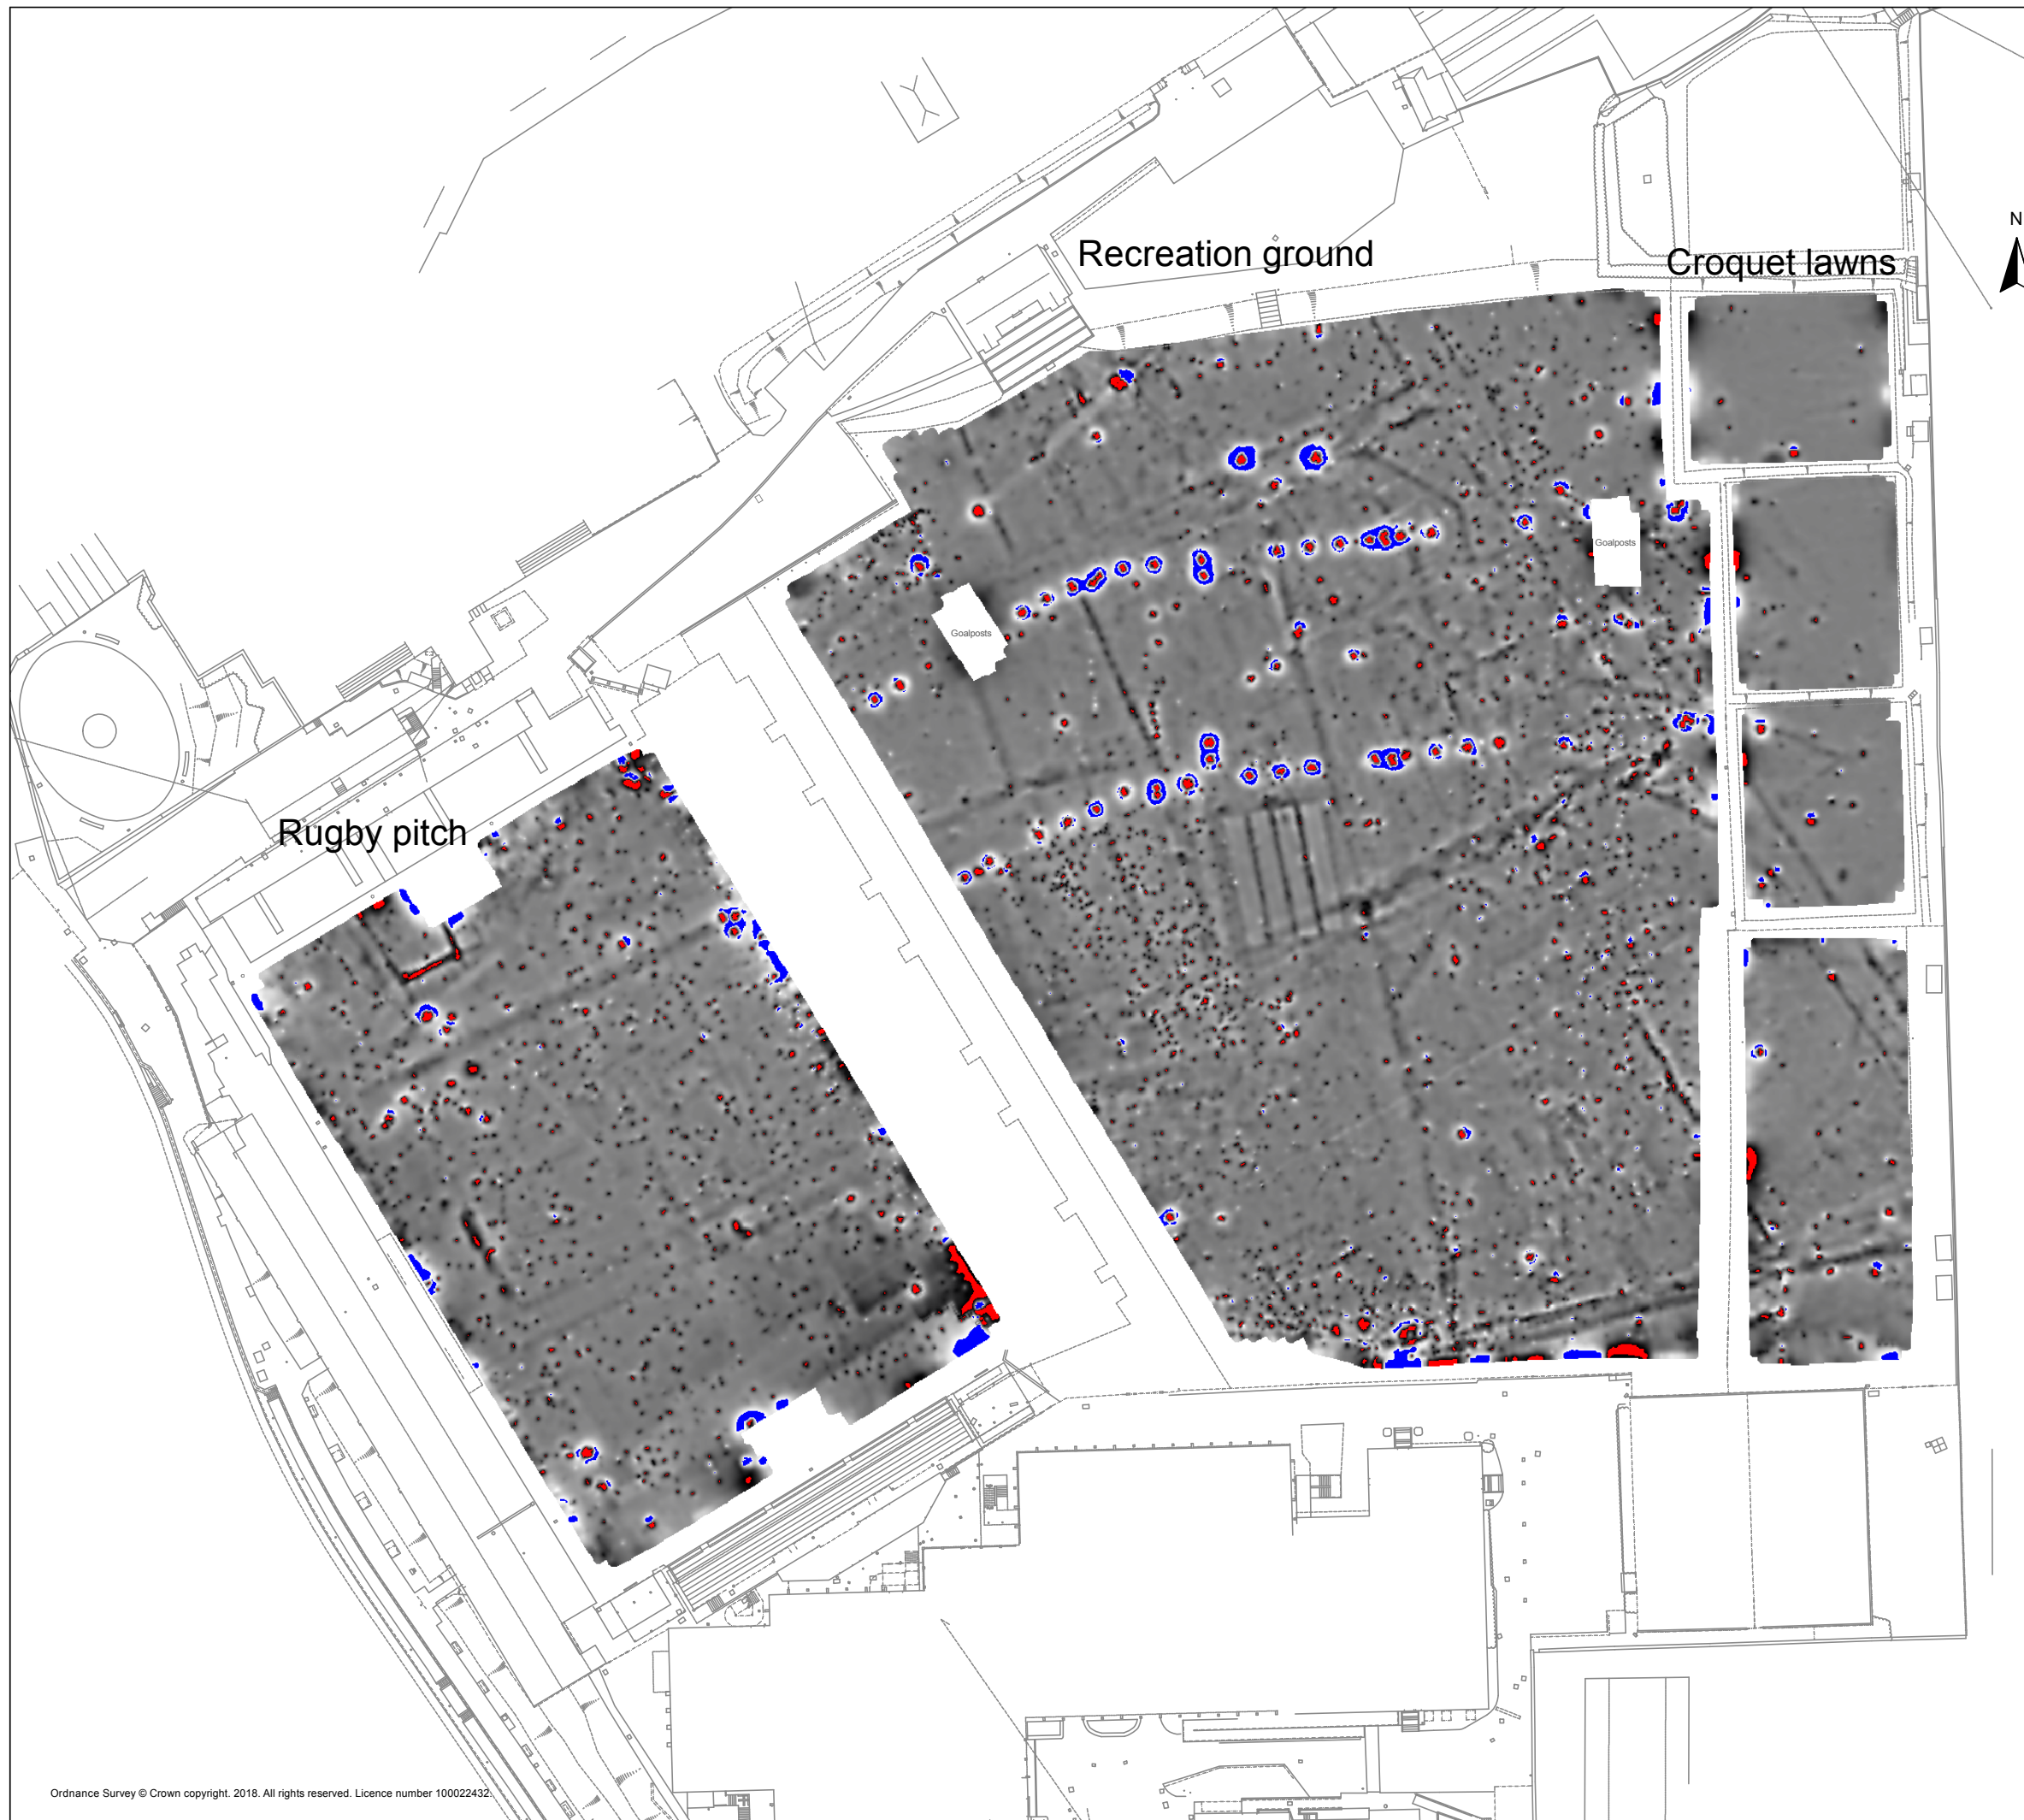 Recreation ground
Croquet lawns
N
Goalposts
Goalposts
Rugby pitch
Ordnance Survey © Crown copyright. 2018. All rights reserved. Licence number 100022432.